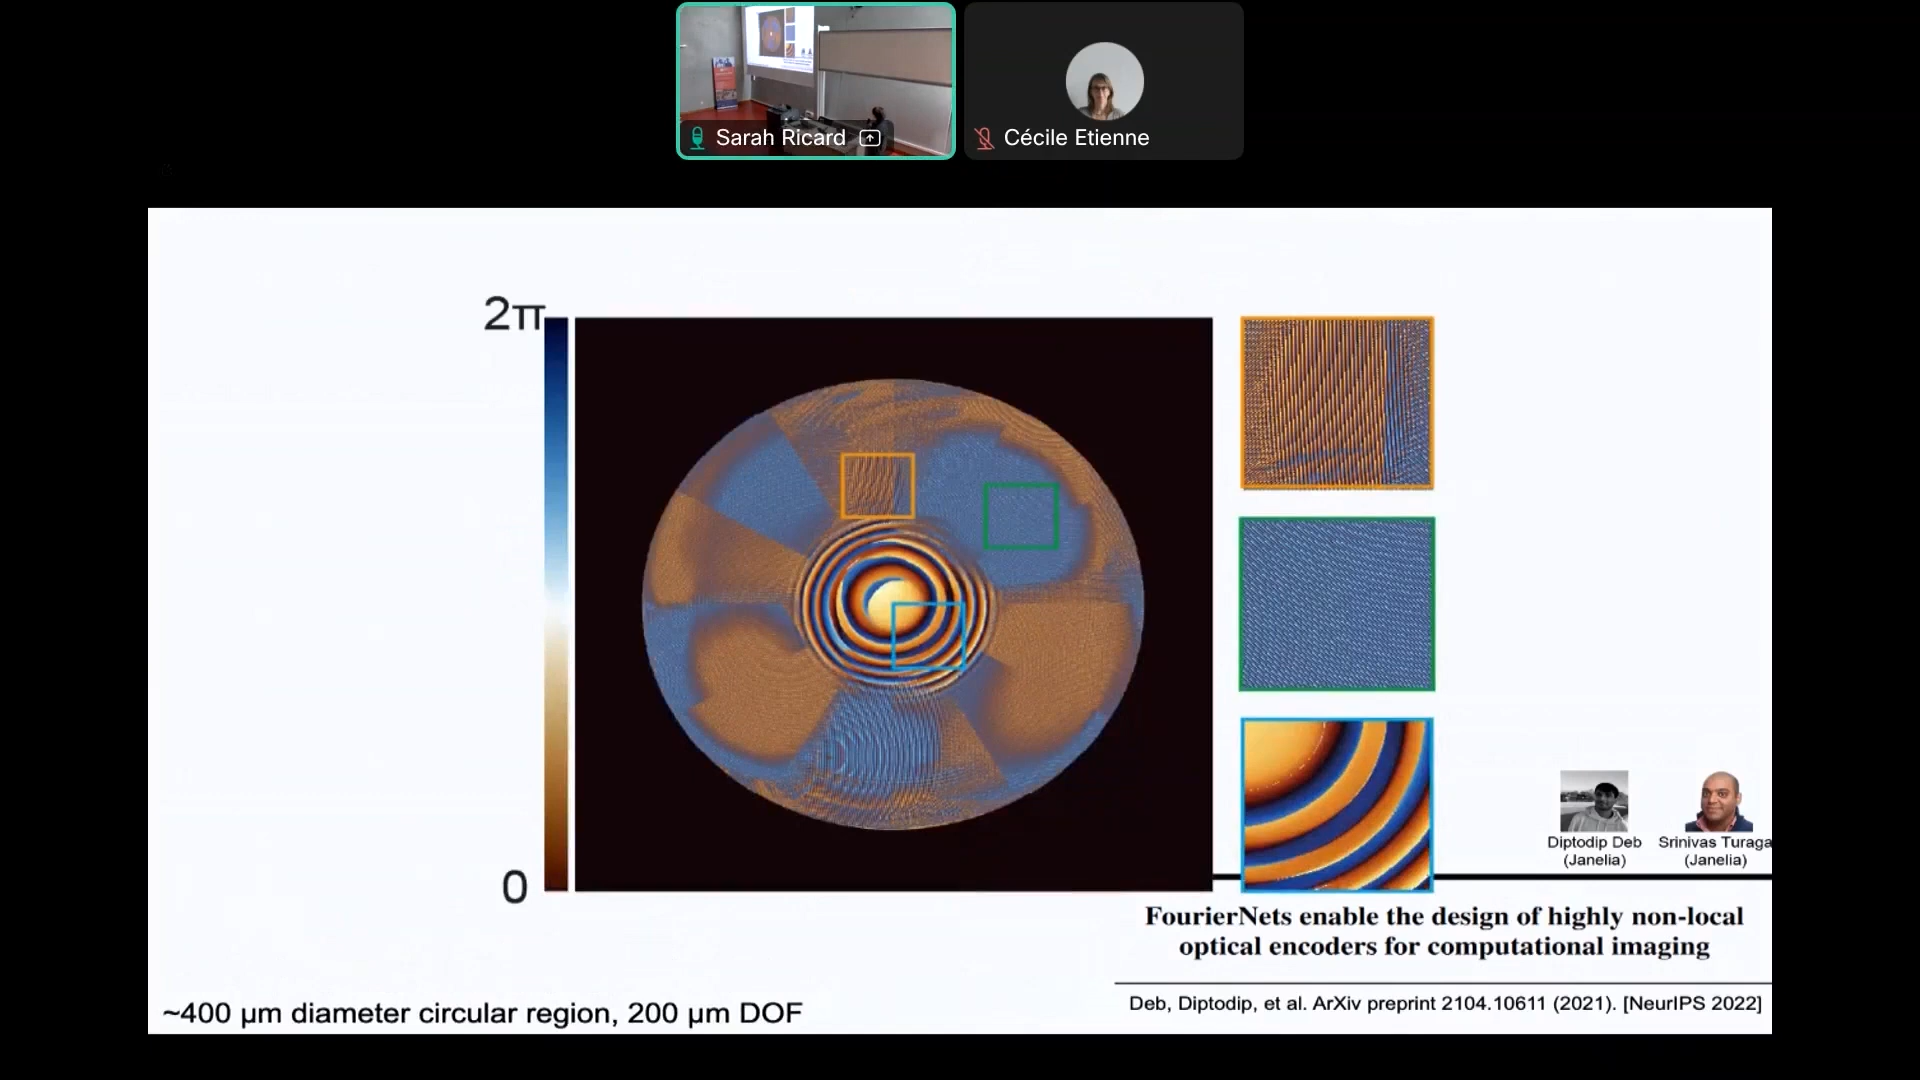 Sarah Ricard
Cécile Etienne
2π
0
Diptodip Deb
(Janelia)
Srinivas Turaga
(Janelia)
FourierNets enable the design of highly non-local
optical encoders for computational imaging
~400 µm diameter circular region, 200 µm DOF
Deb, Diptodip, et al. ArXiv preprint 2104.10611 (2021). [NeurIPS 2022]